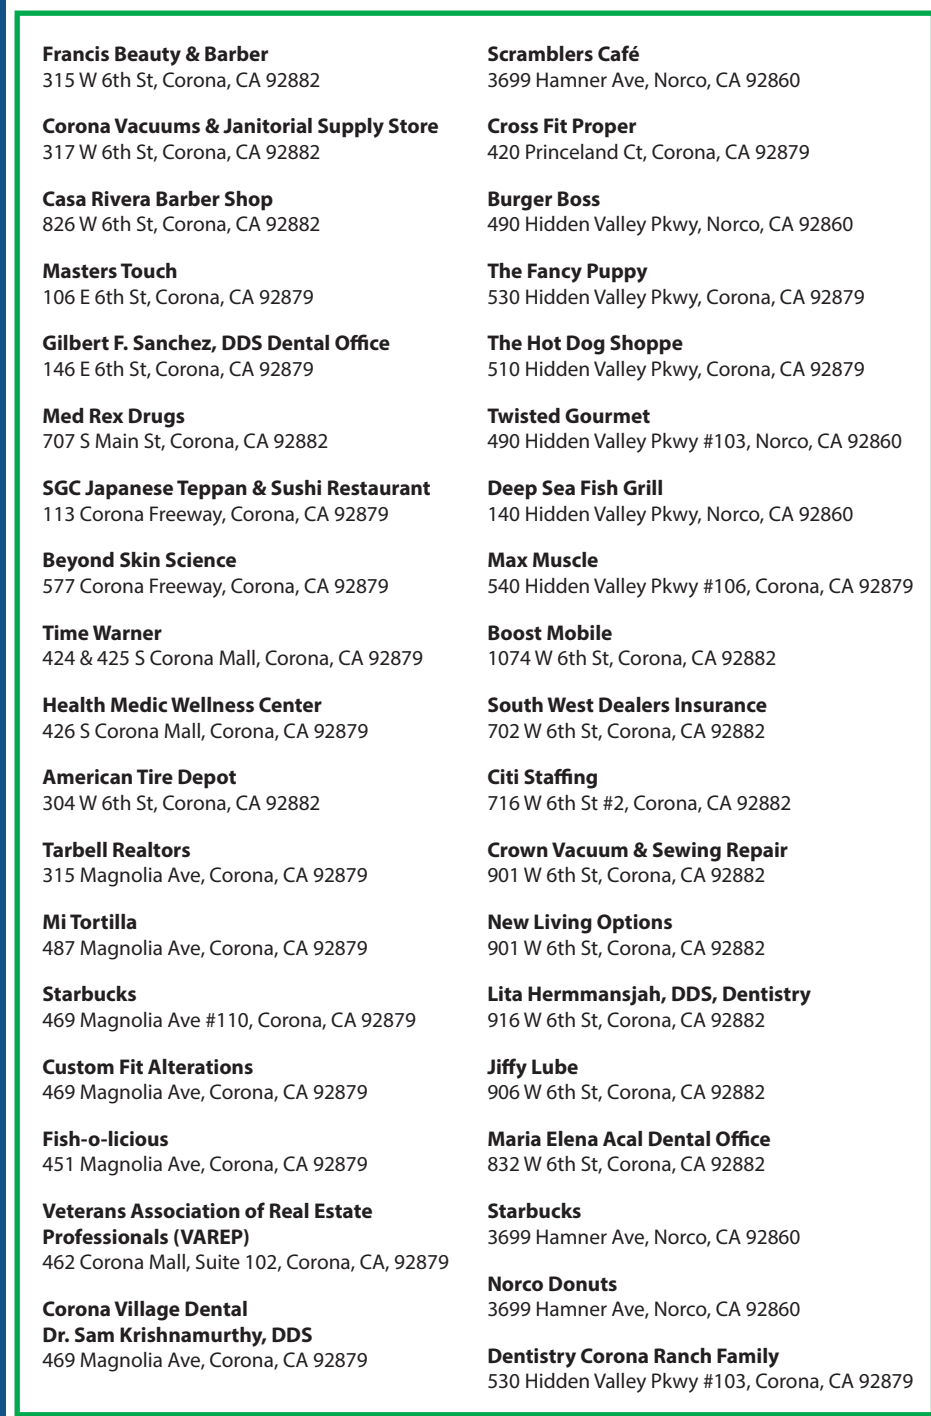 Francis Beauty & Barber
315 W 6th St, Corona, CA 92882
Corona Vacuums & Janitorial Supply Store
317 W 6th St, Corona, CA 92882
Casa Rivera Barber Shop
826 W 6th St, Corona, CA 92882
Masters Touch
106 E 6th St, Corona, CA 92879
Gilbert F. Sanchez, DDS Dental Office
146 E 6th St, Corona, CA 92879
Med Rex Drugs
707 S Main St, Corona, CA 92882
SGC Japanese Teppan & Sushi Restaurant
113 Corona Freeway, Corona, CA 92879
Beyond Skin Science
577 Corona Freeway, Corona, CA 92879
Time Warner
424 & 425 S Corona Mall, Corona, CA 92879
Health Medic Wellness Center
426 S Corona Mall, Corona, CA 92879
American Tire Depot
304 W 6th St, Corona, CA 92882
Tarbell Realtors
315 Magnolia Ave, Corona, CA 92879
Mi Tortilla
487 Magnolia Ave, Corona, CA 92879
Starbucks
469 Magnolia Ave #110, Corona, CA 92879
Custom Fit Alterations
469 Magnolia Ave, Corona, CA 92879
Fish-o-licious
451 Magnolia Ave, Corona, CA 92879
Veterans Association of Real Estate
Professionals (VAREP)
462 Corona Mall, Suite 102, Corona, CA, 92879
Corona Village Dental
Dr. Sam Krishnamurthy, DDS
469 Magnolia Ave, Corona, CA 92879
Scramblers Café
3699 Hamner Ave, Norco, CA 92860
Cross Fit Proper
420 Princeland Ct, Corona, CA 92879
Burger Boss
490 Hidden Valley Pkwy, Norco, CA 92860
The Fancy Puppy
530 Hidden Valley Pkwy, Corona, CA 92879
The Hot Dog Shoppe
510 Hidden Valley Pkwy, Corona, CA 92879
Twisted Gourmet
490 Hidden Valley Pkwy #103, Norco, CA 92860
Deep Sea Fish Grill
140 Hidden Valley Pkwy, Norco, CA 92860
Max Muscle
540 Hidden Valley Pkwy #106, Corona, CA 92879
Boost Mobile
1074 W 6th St, Corona, CA 92882
South West Dealers Insurance
702 W 6th St, Corona, CA 92882
Citi Staffing
716 W 6th St #2, Corona, CA 92882
Crown Vacuum & Sewing Repair
901 W 6th St, Corona, CA 92882
New Living Options
901 W 6th St, Corona, CA 92882
Lita Hermmansjah, DDS, Dentistry
916 W 6th St, Corona, CA 92882
Jiffy Lube
906 W 6th St, Corona, CA 92882
Maria Elena Acal Dental Office
832 W 6th St, Corona, CA 92882
Starbucks
3699 Hamner Ave, Norco, CA 92860
Norco Donuts
3699 Hamner Ave, Norco, CA 92860
Dentistry Corona Ranch Family
530 Hidden Valley Pkwy #103, Corona, CA 92879